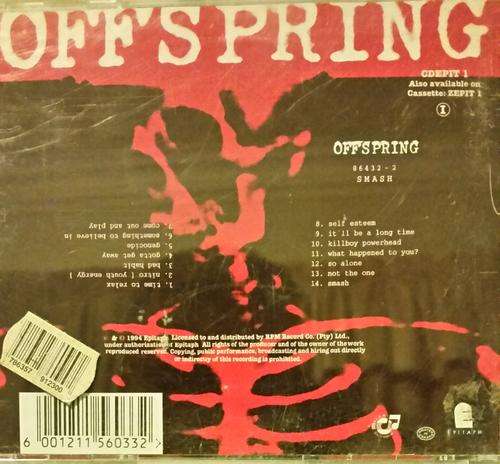 OFFSPRING
CDEPIT 1
Also available on
Cassette: ZEPIT 1
I
OFFSPRING
86432-2
SMASH
1. time to relax
2. nitro [ youth energy ]
3. bad habit
4. gotta get away
5. genocide
6. something to believe in
7. come out and play
8. self esteem
9. it ll be a long time
10. killboy powerhead
11. what happened to you?
12. so alone
13. not the one
14. smash
℗ & © 1994 Epitaph Licensed to and distributed by RPM Record Co. (Pty) Ltd.,
under authorization of Epitaph All rights of the producer and of the owner of the work
reproduced reserved. Copying, public performance, broadcasting and hiring out directly
or indirectly of this recording is prohibited.
786357 912300
6 001211 560332 >
EPITAPH